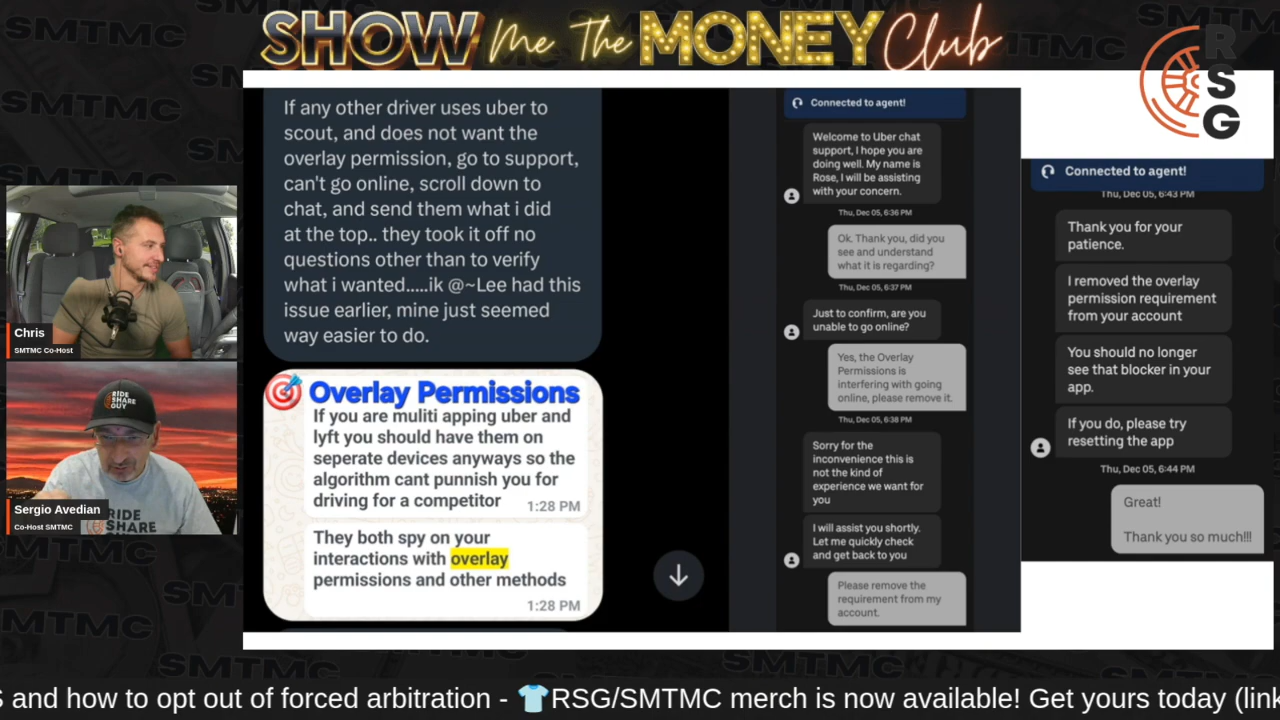 SHOW Me The MONEY Club
RSG
If any other driver uses uber to
scout, and does not want the
overlay permission, go to support,
can't go online, scroll down to
chat, and send them what i did
at the top.. they took it off no
questions other than to verify
what i wanted.....ik @~Lee had this
issue earlier, mine just seemed
way easier to do.
Overlay Permissions
If you are muliti apping uber and
lyft you should have them on
seperate devices anyways so the
algorithm cant punnish you for
driving for a competitor
1:28 PM
They both spy on your
interactions with overlay
permissions and other methods
1:28 PM
Connected to agent!
Welcome to Uber chat
support, I hope you are
doing well. My name is
Rose, I will be assisting
with your concern.
Thu, Dec 05, 6:36 PM
Ok. Thank you, did you
see and understand
what it is regarding?
Thu, Dec 05, 6:37 PM
Just to confirm, are you
unable to go online?
Yes, the Overlay
Permissions is
interfering with going
online, please remove it.
Thu, Dec 05, 6:38 PM
Sorry for the
inconvenience this is
not the kind of
experience we want for
you
I will assist you shortly.
Let me quickly check
and get back to you
Please remove the
requirement from my
account.
Connected to agent!
Thu, Dec 05, 6:43 PM
Thank you for your
patience.
I removed the overlay
permission requirement
from your account
You should no longer
see that blocker in your
app.
If you do, please try
resetting the app
Thu, Dec 05, 6:44 PM
Great!
Thank you so much!!!
Chris
SMTMC Co-Host
RIDE
SHARE
GUY
Sergio Avedian
Co-Host SMTMC
RIDE
SHARE
SMTMC
SMTMC
SMTMC
SMTMC
SMTMC
SMTMC
SMTMC
S and how to opt out of forced arbitration - 👕RSG/SMTMC merch is now available! Get yours today (link